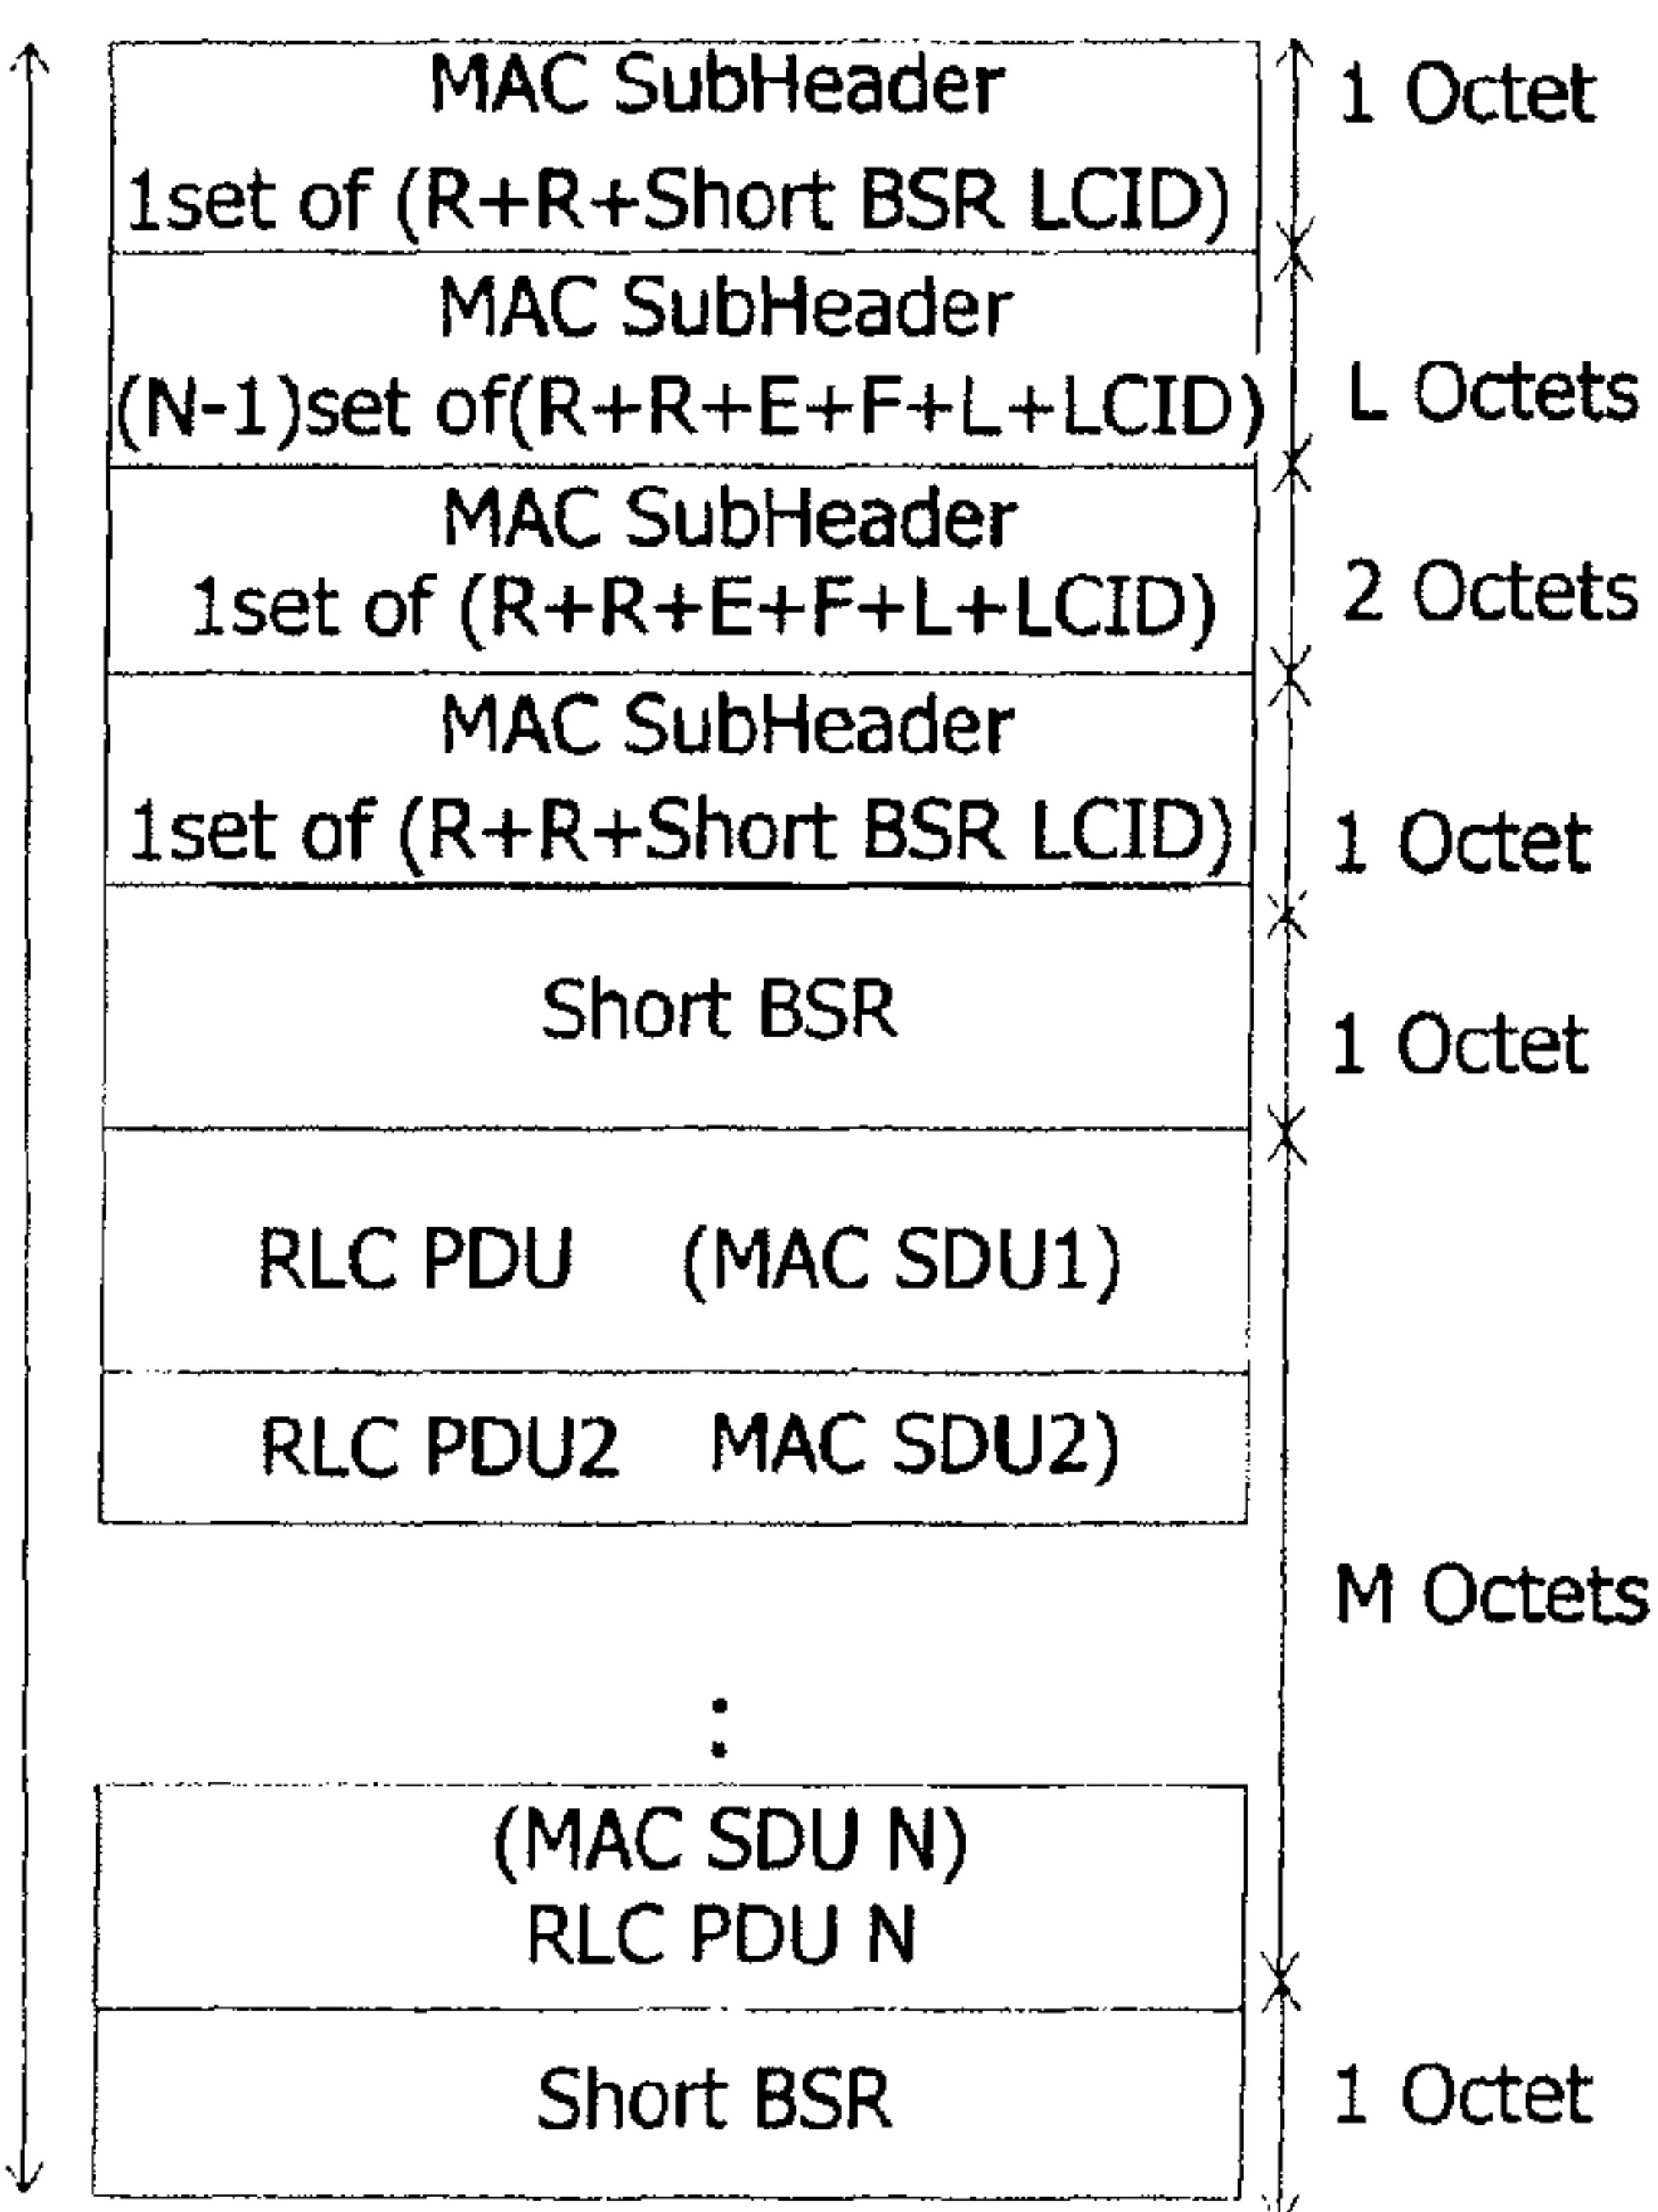 MAC SubHeader
1set of (R+R+Short BSR LCID)
1 Octet
MAC SubHeader
(N-1)set of(R+R+E+F+L+LCID)
L Octets
MAC SubHeader
1set of (R+R+E+F+L+LCID)
2 Octets
MAC SubHeader
1set of (R+R+Short BSR LCID)
1 Octet
Short BSR
1 Octet
RLC PDU (MAC SDU1)
RLC PDU2 MAC SDU2)
M Octets
:
(MAC SDU N)
RLC PDU N
Short BSR
1 Octet